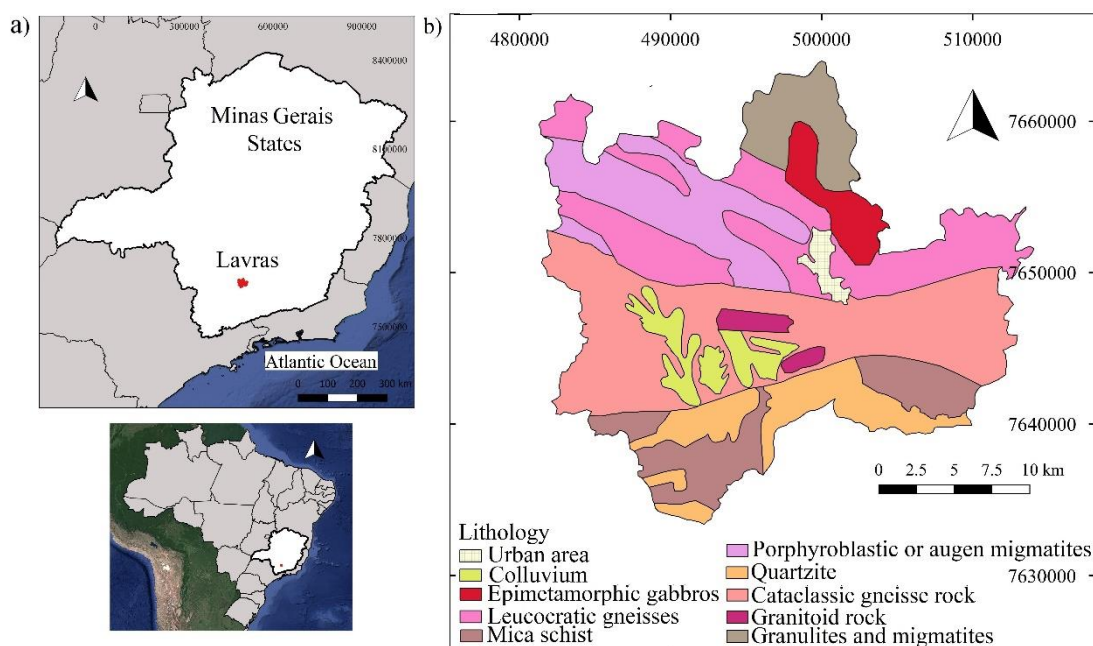 a)
0 300000 600000 900000
8400000
Minas Gerais
States
8100000
7800000
Lavras
7500000
Atlantic Ocean
0 100 200 300 km
b)
480000 490000 500000 510000
7660000
7650000
7640000
0 2.5 5 7.5 10 km
7630000
Lithology
Urban area
Colluvium
Epimetamorphic gabbros
Leucocratic gneisses
Mica schist
Porphyroblastic or augen migmatites
Quartzite
Cataclassic gneisse rock
Granitoid rock
Granulites and migmatites